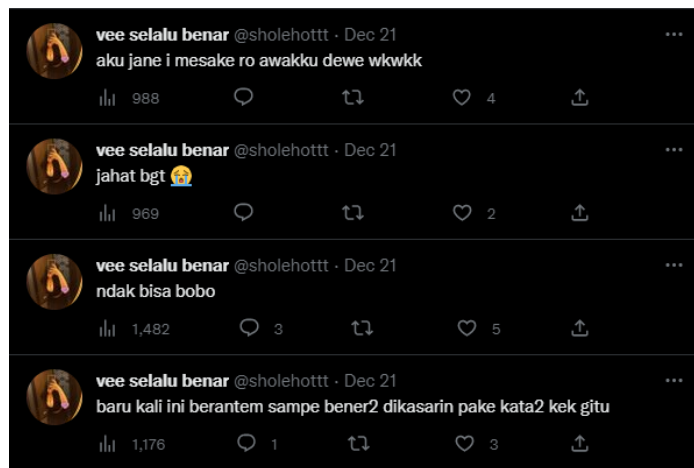 vee selalu benar @sholehottt · Dec 21
aku jane i mesake ro awakku dewe wkwkk
988 4
vee selalu benar @sholehottt · Dec 21
jahat bgt 😭
969 2
vee selalu benar @sholehottt · Dec 21
ndak bisa bobo
1,482 3 5
vee selalu benar @sholehottt · Dec 21
baru kali ini berantem sampe bener2 dikasarin pake kata2 kek gitu
1,176 1 3